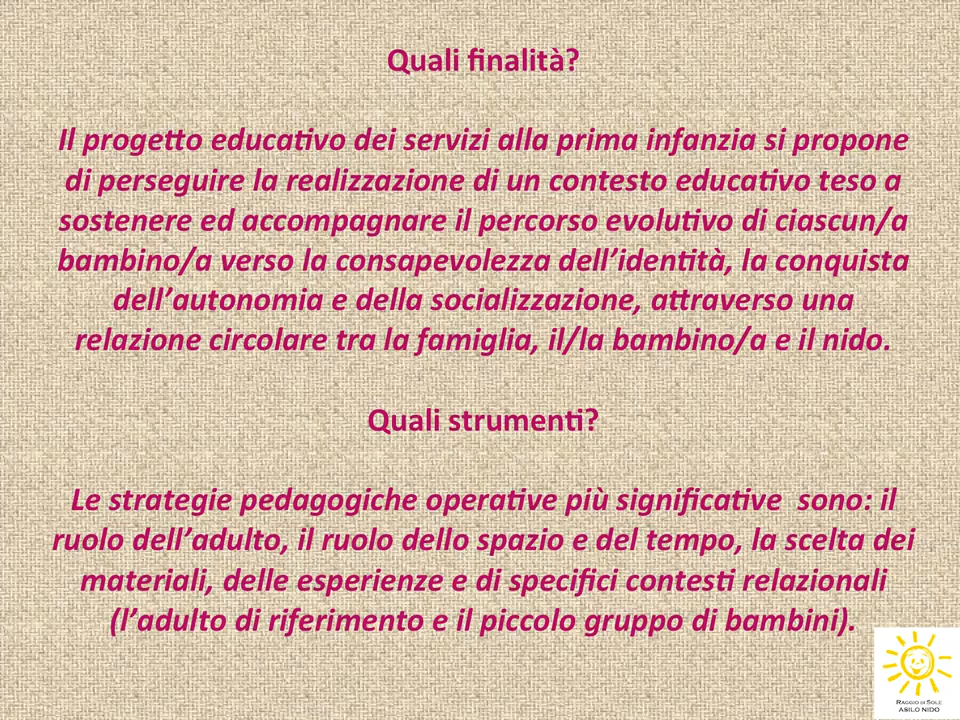 Quali finalità?
Il progetto educativo dei servizi alla prima infanzia si propone
di perseguire la realizzazione di un contesto educativo teso a
sostenere ed accompagnare il percorso evolutivo di ciascun/a
bambino/a verso la consapevolezza dell’identità, la conquista
dell’autonomia e della socializzazione, attraverso una
relazione circolare tra la famiglia, il/la bambino/a e il nido.
Quali strumenti?
Le strategie pedagogiche operative più significative sono: il
ruolo dell’adulto, il ruolo dello spazio e del tempo, la scelta dei
materiali, delle esperienze e di specifici contesti relazionali
(l’adulto di riferimento e il piccolo gruppo di bambini).
RAGGIO DI SOLE
ASILO NIDO